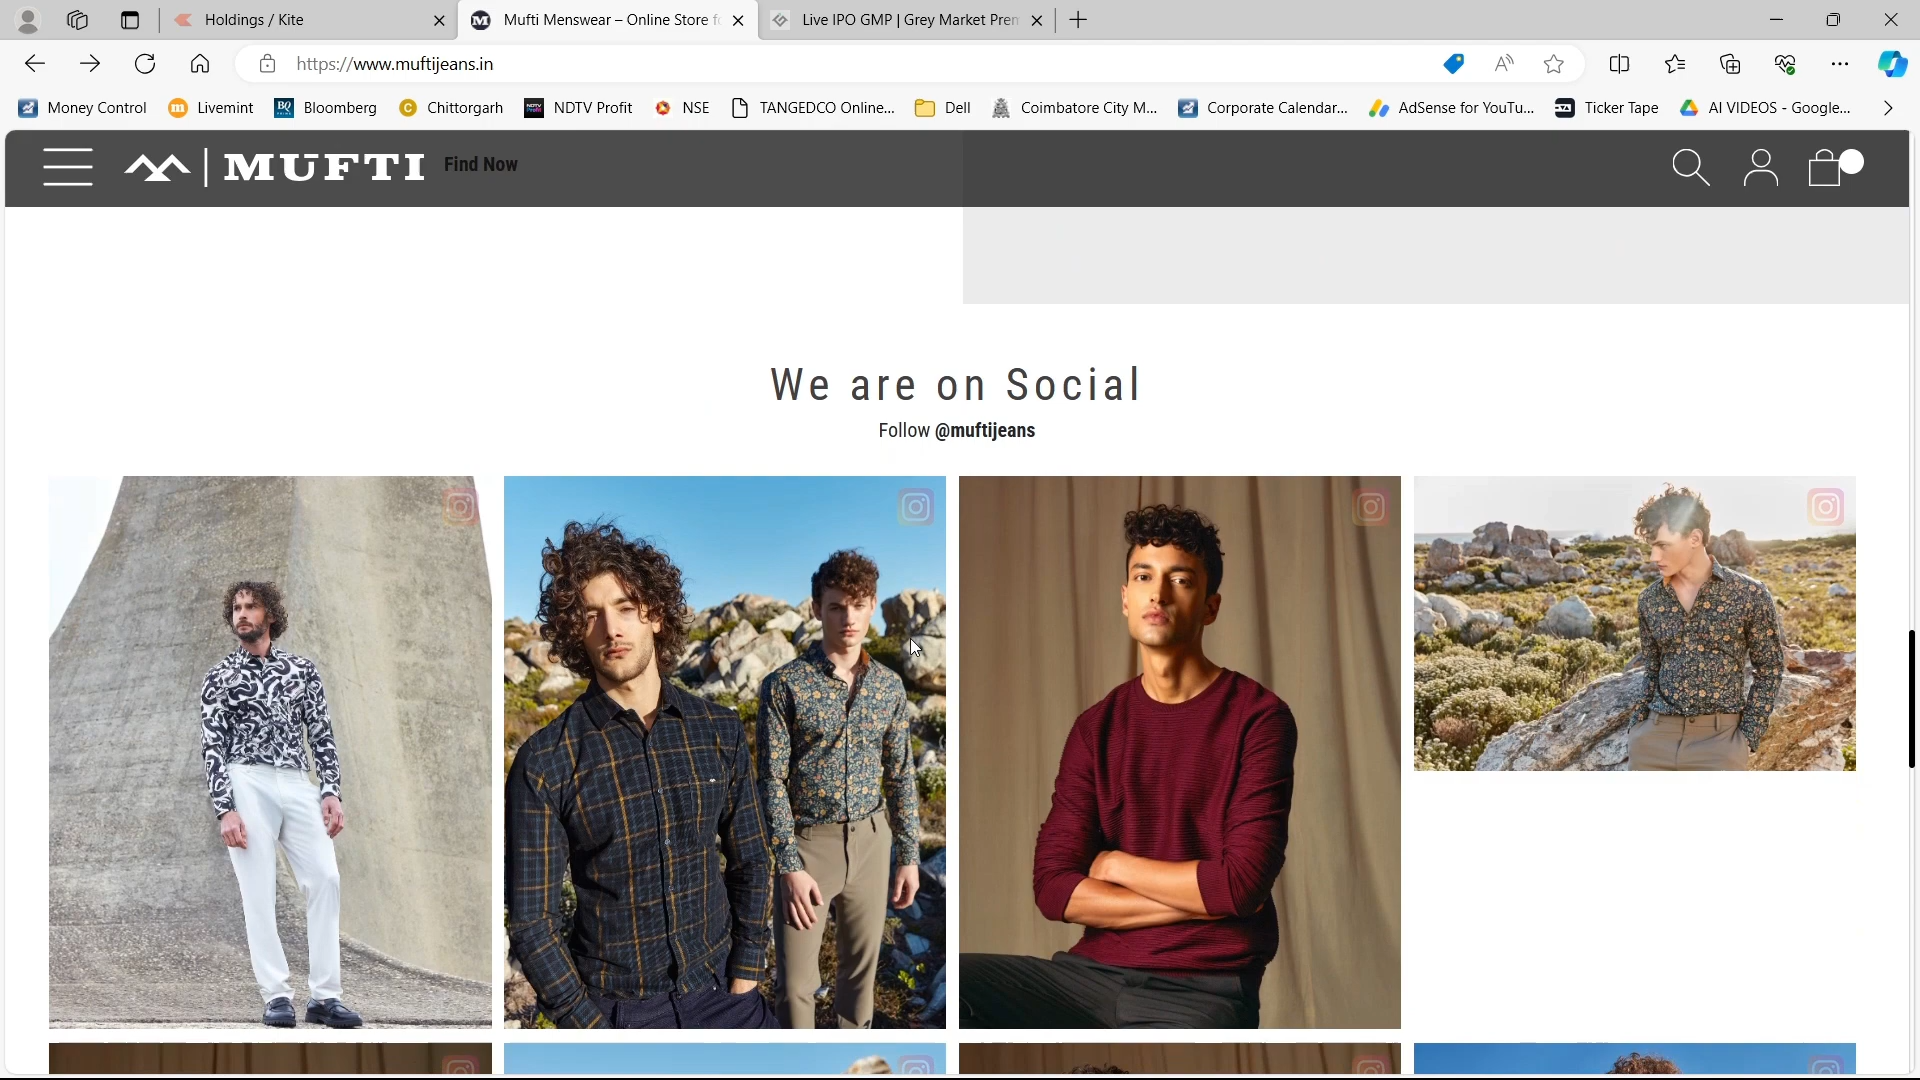 Holdings / Kite
Mufti Menswear – Online Store f
Live IPO GMP | Grey Market Prem
https://www.muftijeans.in
Money Control
Livemint
BQ Bloomberg
Chittorgarh
NDTV Profit
NSE
TANGEDCO Online...
Dell
Coimbatore City M...
Corporate Calendar...
AdSense for YouTu...
Ticker Tape
AI VIDEOS - Google...
MUFTI
Find Now
We are on Social
Follow @muftijeans